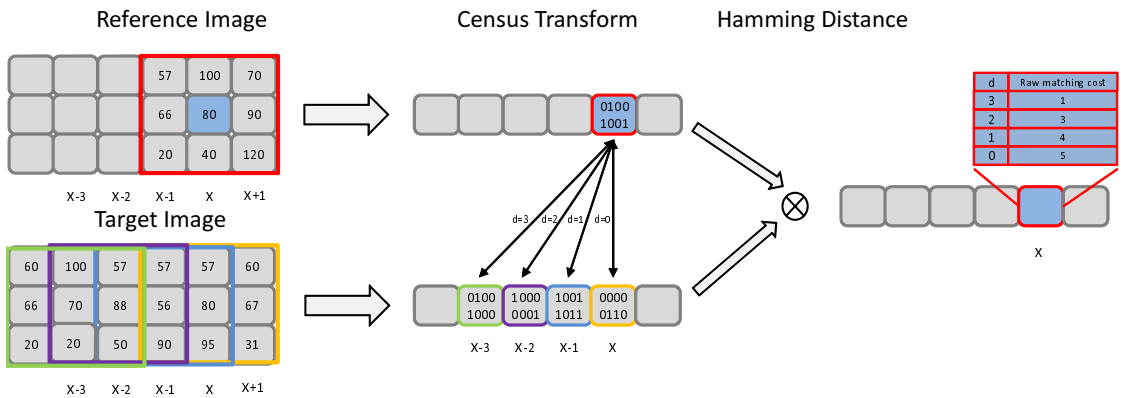 Reference Image
Census Transform
Hamming Distance
57 100 70
66 80 90
20 40 120
X-3 X-2 X-1 X X+1
0100
1001
d Raw matching cost
3 1
2 3
1 4
0 5
d=3 d=2 d=1 d=0
X
Target Image
60 100 57 57 57 60
66 70 88 56 80 67
20 20 50 90 95 31
X-3 X-2 X-1 X X+1
0100 1000 1001 0000
1000 0001 1011 0110
X-3 X-2 X-1 X